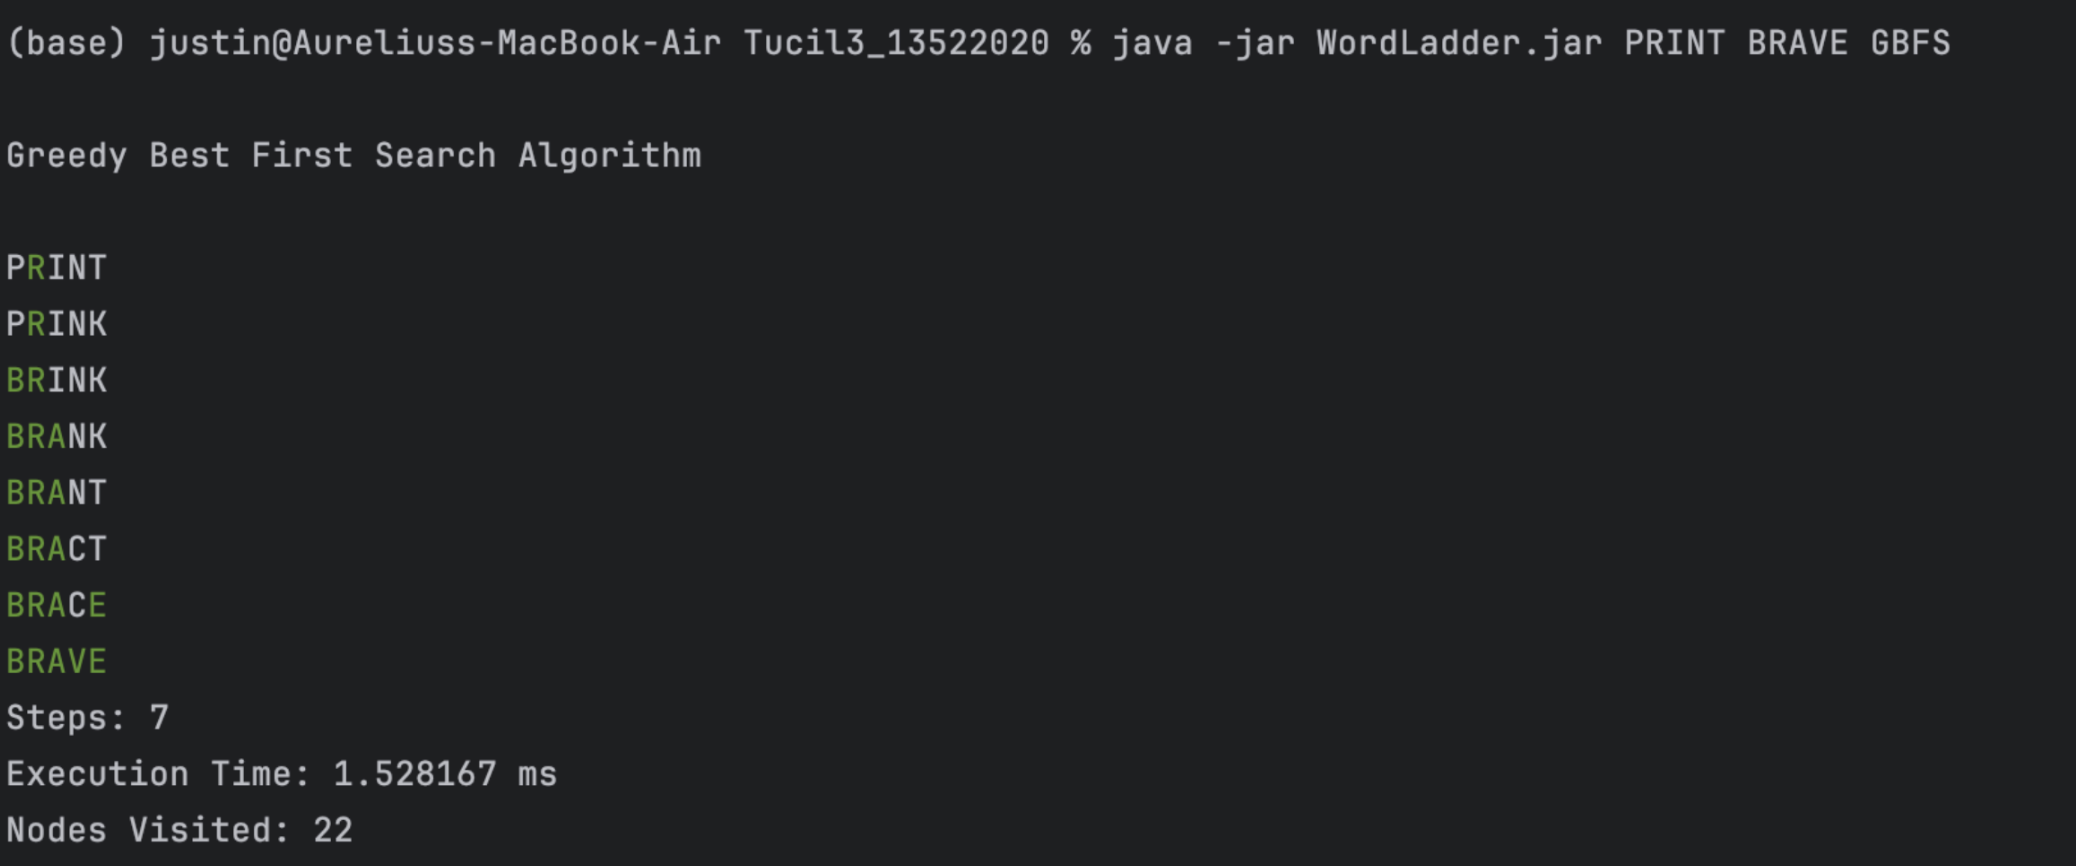 (base) justin@Aureliuss-MacBook-Air Tucil3_13522020 % java -jar WordLadder.jar PRINT BRAVE GBFS
Greedy Best First Search Algorithm
PRINT
PRINK
BRINK
BRANK
BRANT
BRACT
BRACE
BRAVE
Steps: 7
Execution Time: 1.528167 ms
Nodes Visited: 22